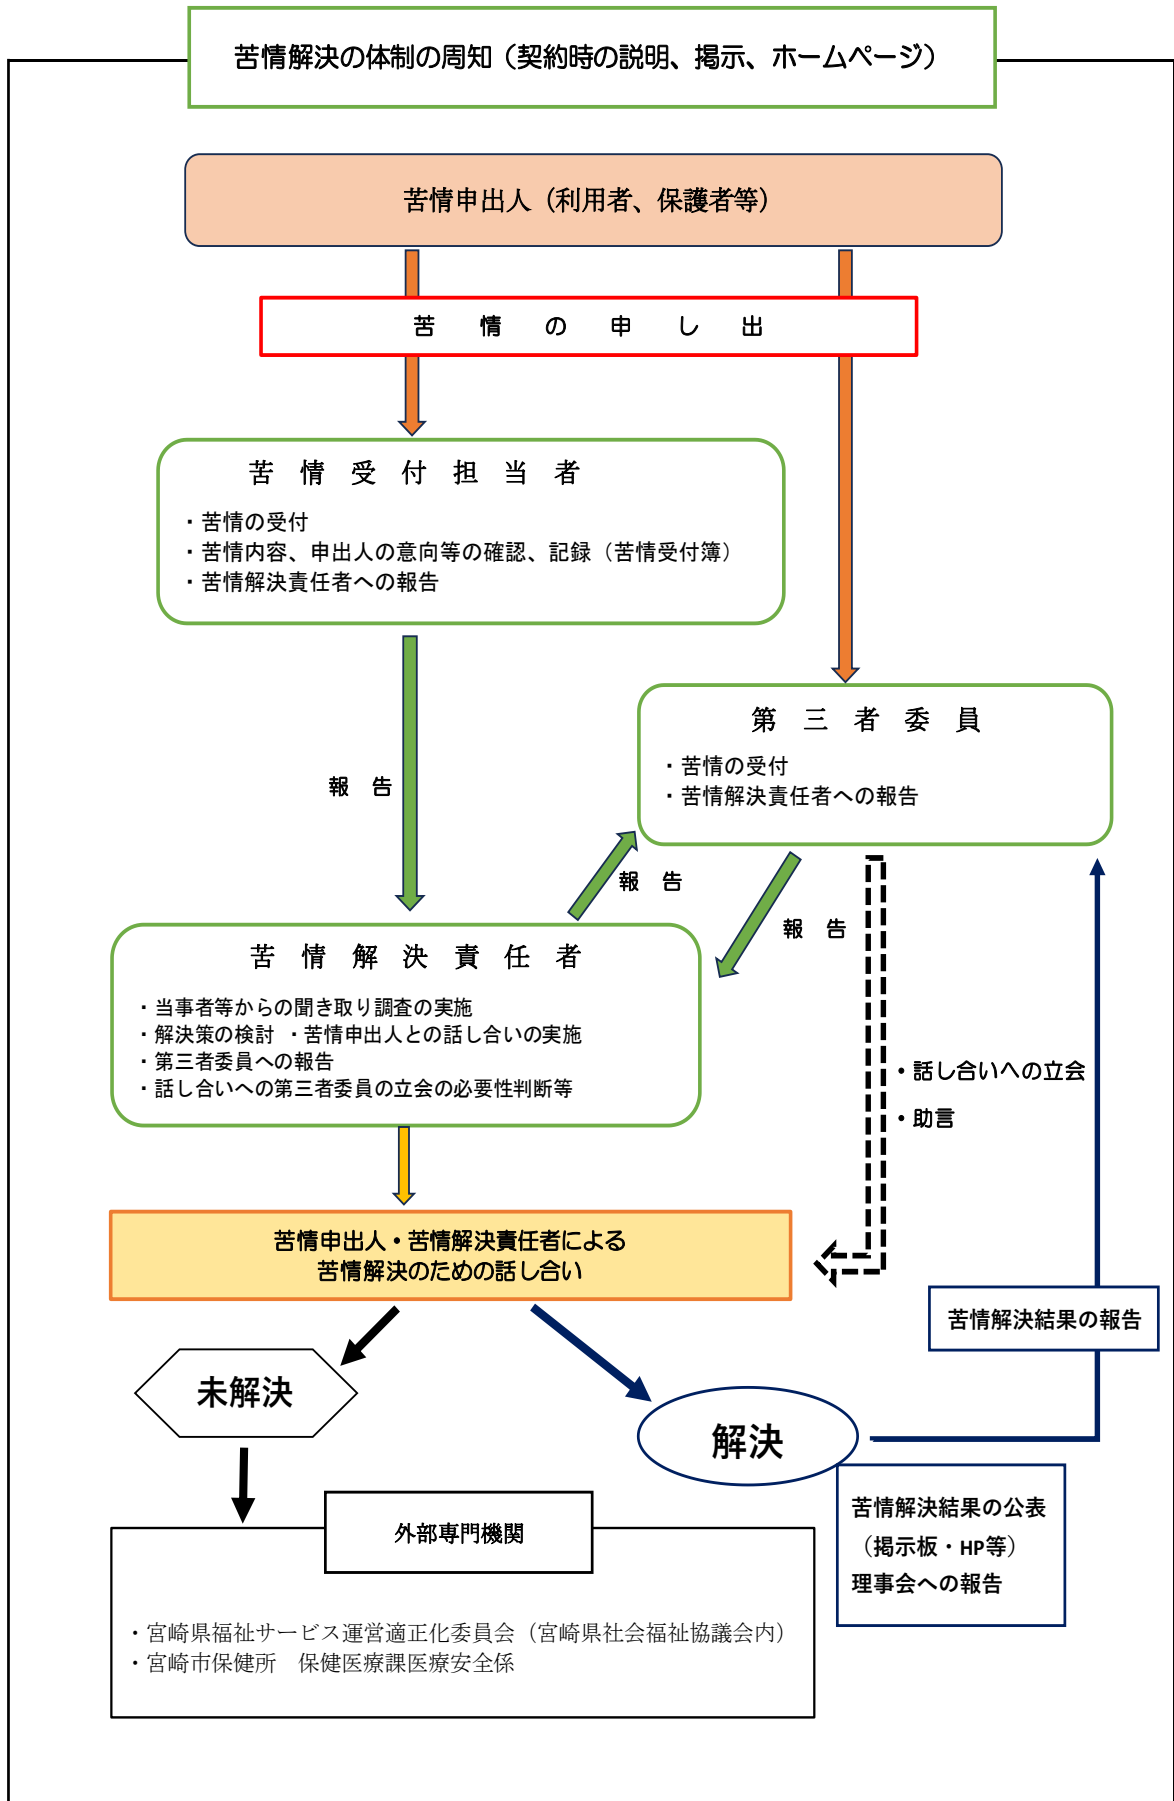 苦情解決の体制の周知（契約時の説明、掲示、ホームページ）
苦情申出人（利用者、保護者等）
苦情の申し出
苦情受付担当者
・苦情の受付
・苦情内容、申出人の意向等の確認、記録（苦情受付簿）
・苦情解決責任者への報告
第三者委員
・苦情の受付
・苦情解決責任者への報告
報告
報告
報告
苦情解決責任者
・当事者等からの聞き取り調査の実施
・解決策の検討 ・苦情申出人との話し合いの実施
・第三者委員への報告
・話し合いへの第三者委員の立会の必要性判断等
・話し合いへの立会
・助言
苦情申出人・苦情解決責任者による
苦情解決のための話し合い
苦情解決結果の報告
未解決
解決
苦情解決結果の公表
（掲示板・HP等）
理事会への報告
外部専門機関
・宮崎県福祉サービス運営適正化委員会（宮崎県社会福祉協議会内）
・宮崎市保健所　保健医療課医療安全係